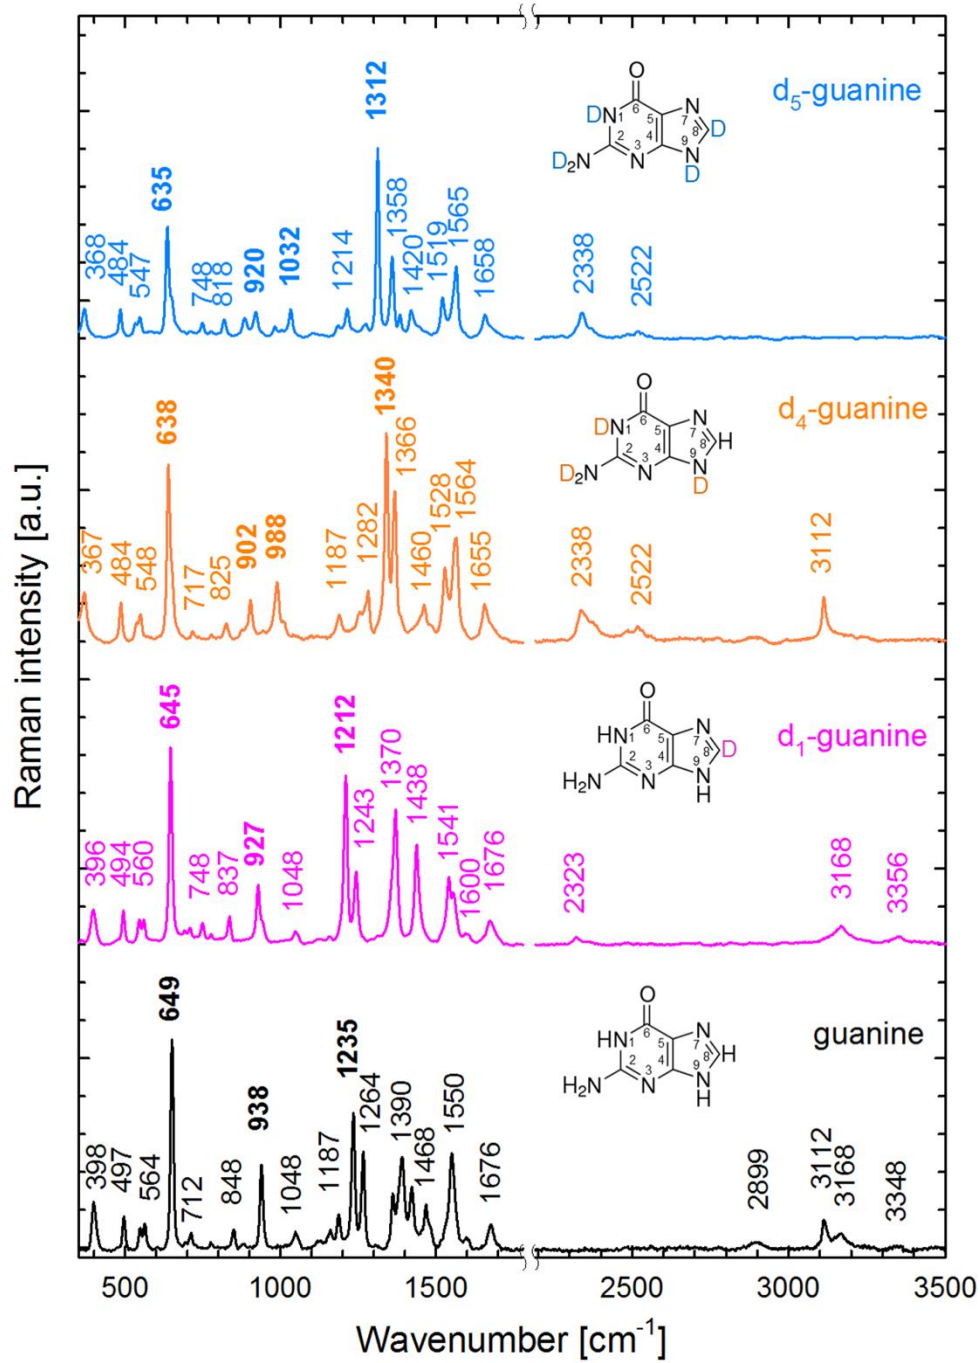 d5-guanine
O
D N 1 6 5 N 7 8 D
D2N 2 3 N 4 9 N D
368 484 547 635 748 818 920 1032 1214 1312 1358 1420 1519 1565 1658 2338 2522
d4-guanine
O
D N 1 6 5 N 7 8 H
D2N 2 3 N 4 9 N D
367 484 548 638 717 825 902 988 1187 1282 1340 1366 1460 1528 1564 1655 2338 2522 3112
d1-guanine
O
HN 1 6 5 N 7 8 D
H2N 2 3 N 4 9 N H
396 494 560 645 748 837 927 1048 1212 1243 1370 1438 1541 1600 1676 2323 3168 3356
guanine
O
HN 1 6 5 N 7 8 H
H2N 2 3 N 4 9 N H
398 497 564 649 712 848 938 1048 1187 1235 1264 1390 1468 1550 1676 2899 3112 3168 3348
Raman intensity [a.u.]
500 1000 1500 2500 3000 3500
Wavenumber [cm-1]